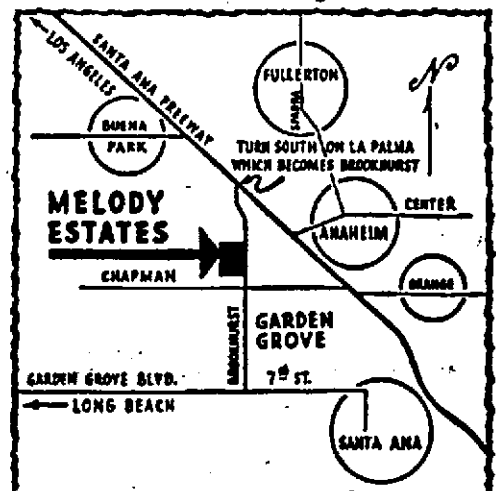 SANTA ANA FREEWAY
LOS ANGELES
FULLERTON
SPADRA
N
BUENA
PARK
TURN SOUTH ON LA PALMA
WHICH BECOMES BROOKHURST
MELODY
ESTATES
CENTER
ANAHEIM
CHAPMAN
ORANGE
BROOKHURST
GARDEN
GROVE
GARDEN GROVE BLVD.
7th ST.
LONG BEACH
SANTA ANA